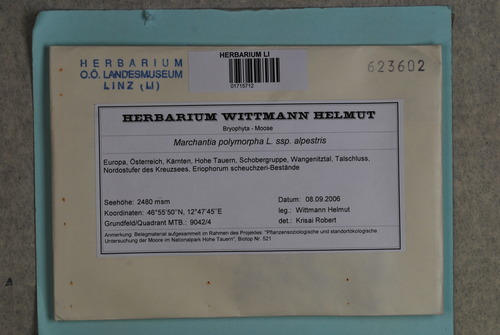 HERBARIUM
O.Ö. LANDESMUSEUM
LINZ (LI)
HERBARIUM LI
01715712
623602
HERBARIUM WITTMANN HELMUT
Bryophyta - Moose
Marchantia polymorpha L. ssp. alpestris
Europa, Österreich, Kärnten, Hohe Tauern, Schobergruppe, Wangenitztal, Talschluss,
Nordostufer des Kreuzsees, Eriophorum scheuchzeri-Bestände
Seehöhe: 2480 msm
Datum: 08.09.2006
Koordinaten: 46°55'50"N, 12°47'45"E
leg.: Wittmann Helmut
Grundfeld/Quadrant MTB.: 9042/4
det.: Krisai Robert
Anmerkung: Belegmaterial aufgesammelt im Rahmen des Projektes: "Pflanzensoziologische und standortökologische
Untersuchung der Moore im Nationalpark Hohe Tauern", Biotop Nr. 521